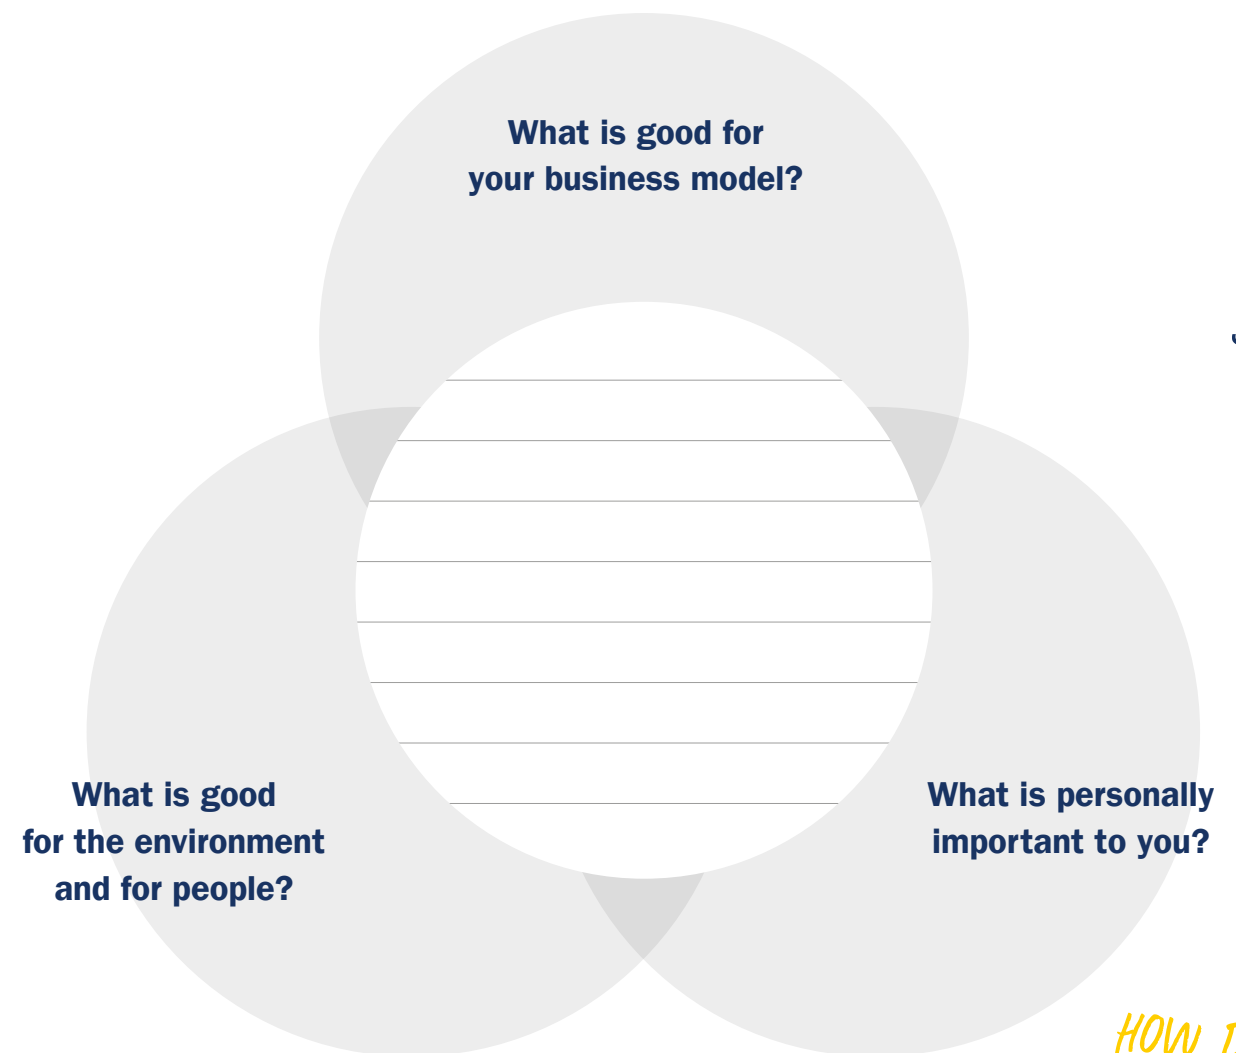 What is good for
your business model?
What is good
for the environment
and for people?
What is personally
important to you?
HOW